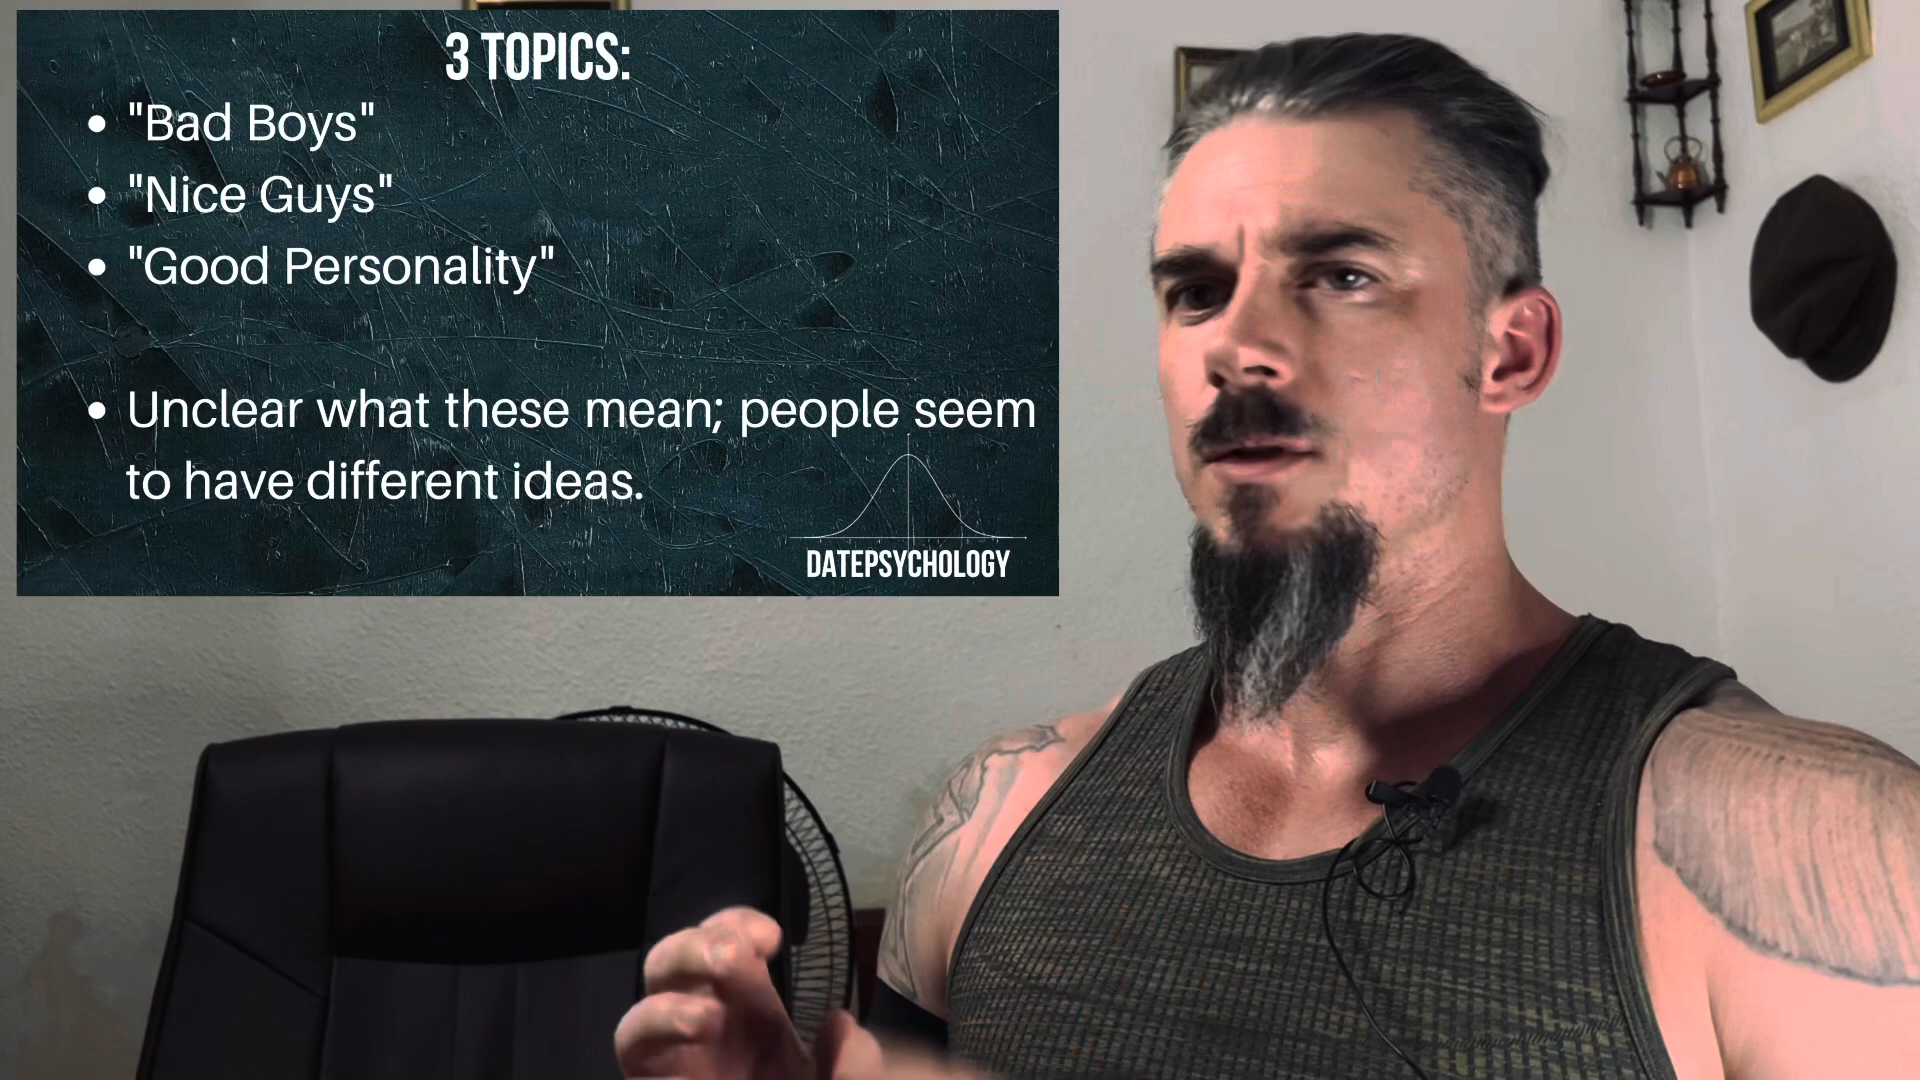 3 TOPICS:
• "Bad Boys"
• "Nice Guys"
• "Good Personality"
• Unclear what these mean; people seem
to have different ideas.
DATEPSYCHOLOGY